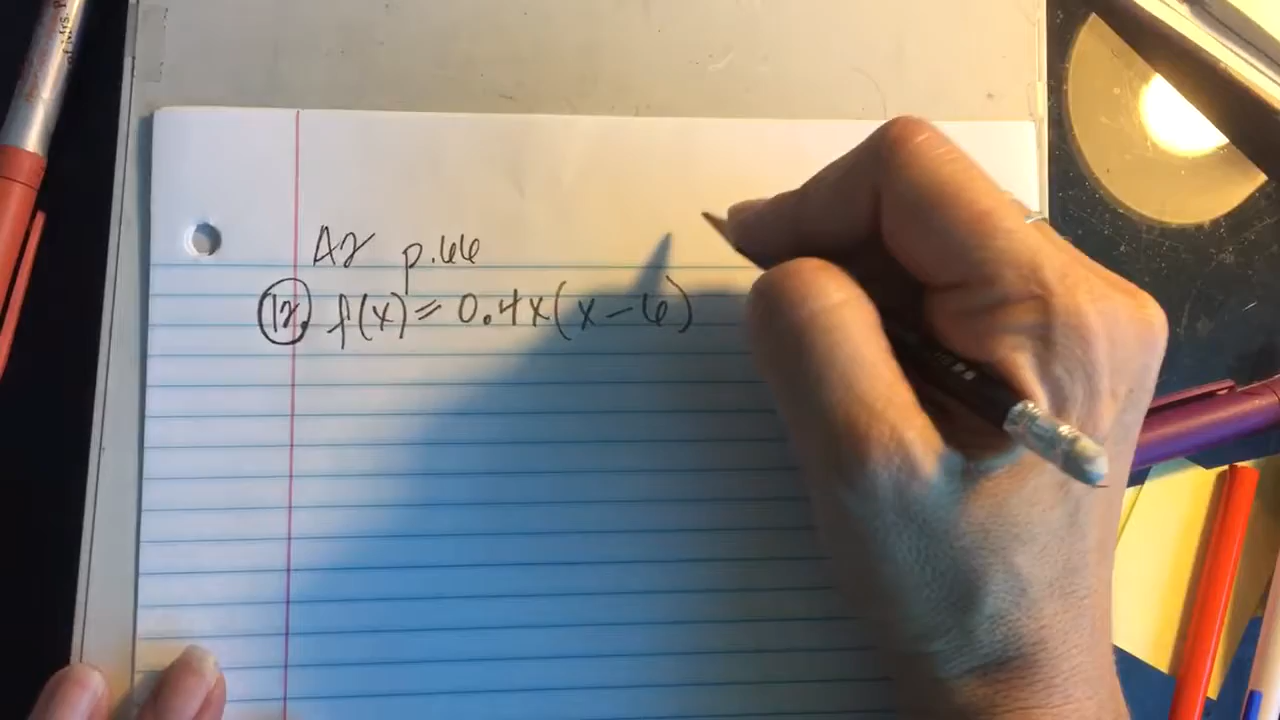 A2 p.66
12. f(x) = 0.4x(x-6)